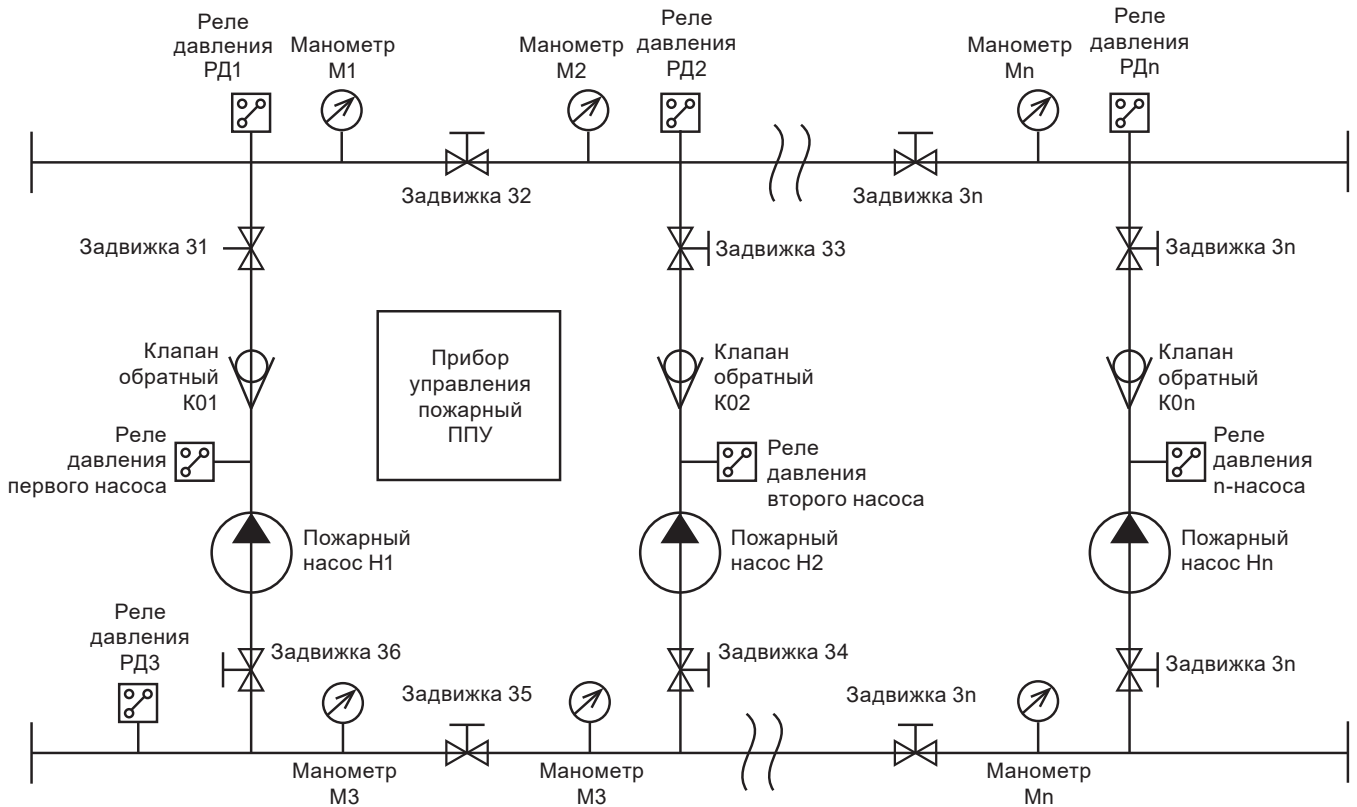 Реле
давления
РД1
Манометр
М1
Манометр
М2
Реле
давления
РД2
Манометр
Мn
Реле
давления
РДn
Задвижка 32
Задвижка 3n
Задвижка 31
Задвижка 33
Задвижка 3n
Клапан
обратный
К01
Прибор
управления
пожарный
ППУ
Клапан
обратный
К02
Клапан
обратный
К0n
Реле
давления
первого насоса
Реле
давления
второго насоса
Реле
давления
n-насоса
Пожарный
насос Н1
Пожарный
насос Н2
Пожарный
насос Нn
Реле
давления
РД3
Задвижка 36
Задвижка 34
Задвижка 3n
Задвижка 35
Задвижка 3n
Манометр
М3
Манометр
М3
Манометр
Мn